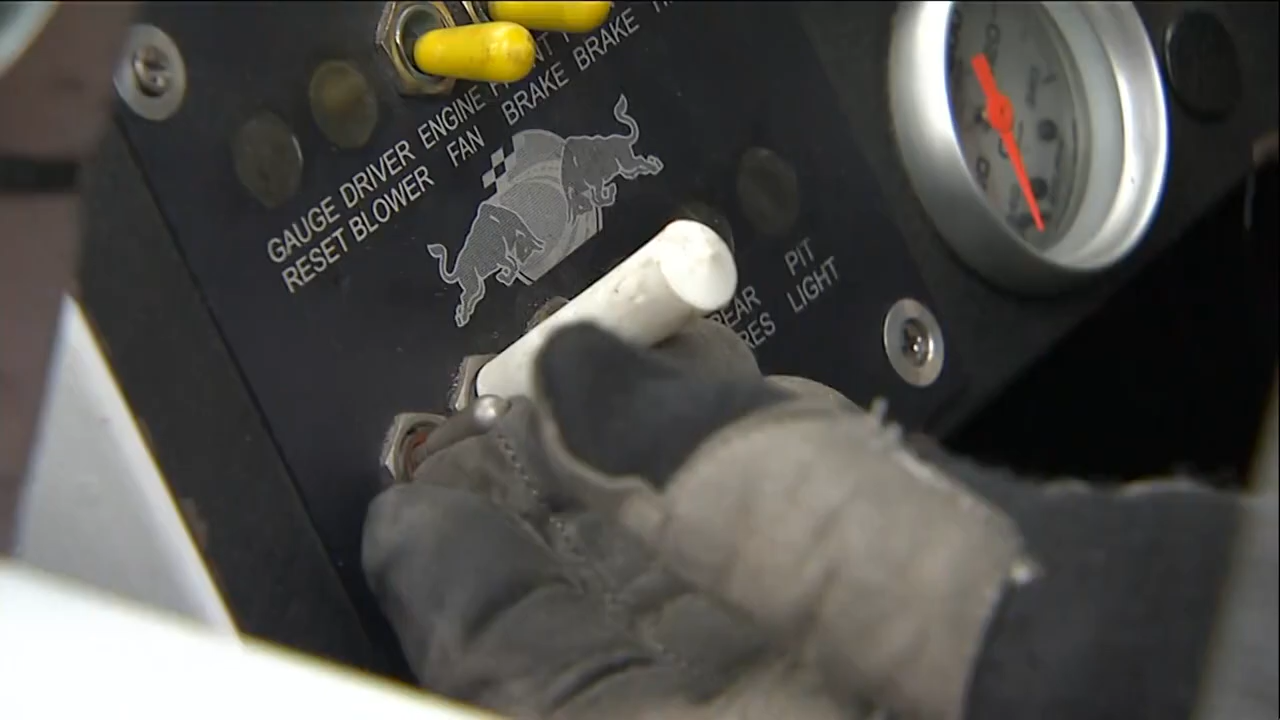 GAUGE DRIVER ENGINE
RESET BLOWER FAN BRAKE BRAKE
PIT
REAR LIGHT